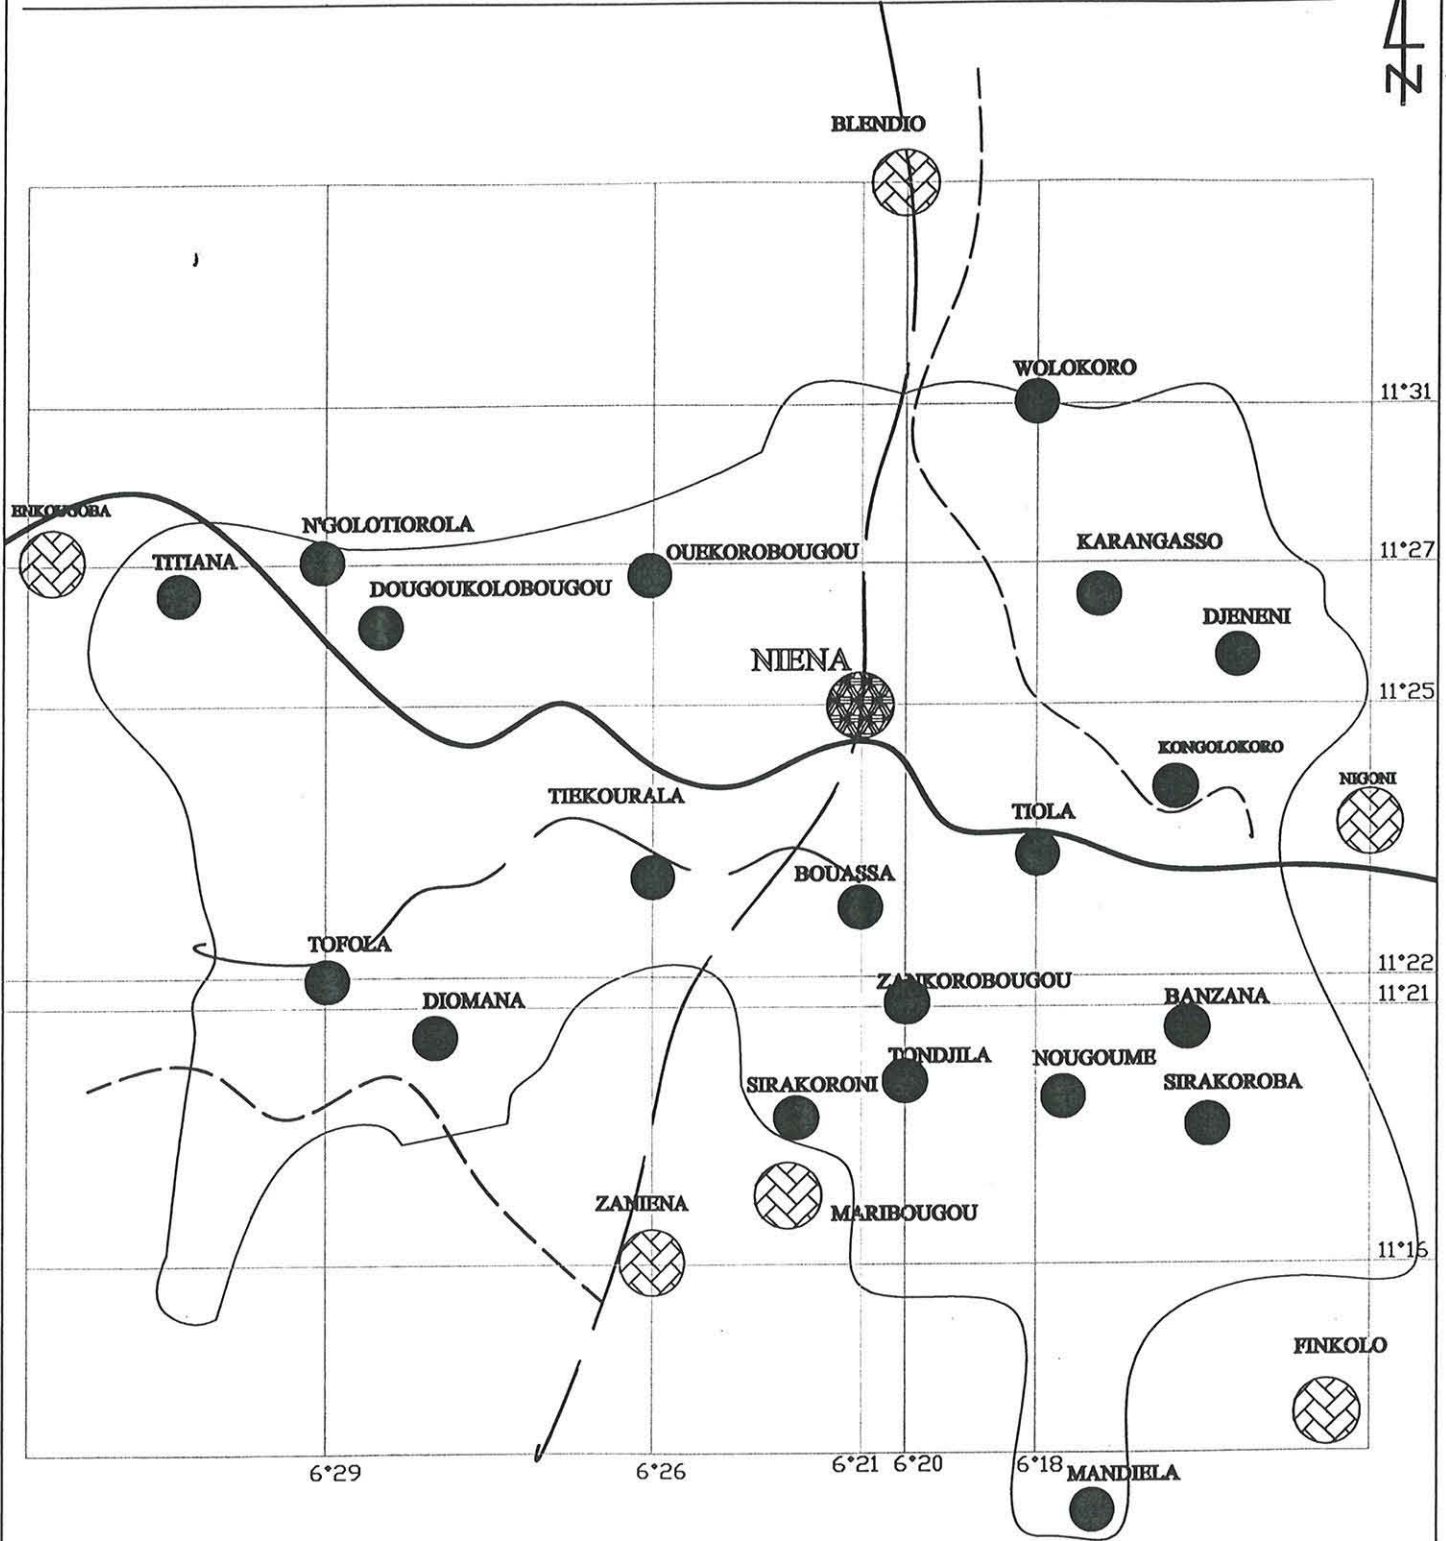 N
BLENDIO
WOLOKORO
11°31
ENKOUGOBA
N'GOLOTIOROLA
OUEKOROBOUGOU
KARANGASSO
11°27
TITIANA
DOUGOUKOLOBOUGOU
DJENENI
NIENA
11°25
KONGOLOKORO
NIGONI
TIEKOURALA
TIOLA
BOUASSA
TOFOLA
11°22
ZANKOROBOUGOU
11°21
DIOMANA
BANZANA
TONDJILA
NOUGOUME
SIRAKORONI
SIRAKOROBA
ZANIENA
MARIBOUGOU
11°16
FINKOLO
6°29
6°26
6°21
6°20
6°18
MANDIELA